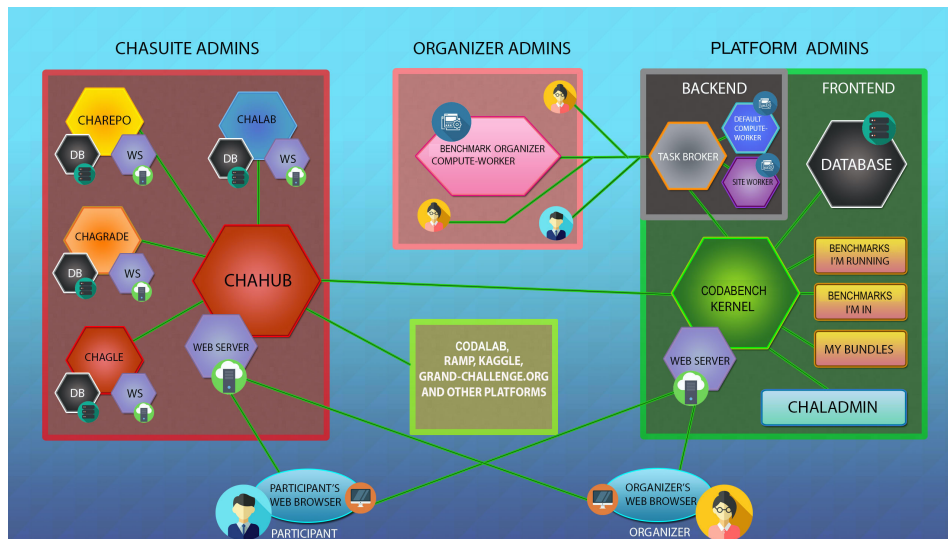 CHASUITE ADMINS
ORGANIZER ADMINS
PLATFORM ADMINS
CHAREPO
DB
WS
CHALAB
DB
WS
CHAGRADE
DB
WS
CHAGLE
DB
WS
CHAHUB
WEB SERVER
BENCHMARK ORGANIZER
COMPUTE-WORKER
CODALAB,
RAMP, KAGGLE,
GRAND-CHALLENGE.ORG
AND OTHER PLATFORMS
BACKEND
TASK BROKER
DEFAULT
COMPUTE-
WORKER
SITE WORKER
FRONTEND
DATABASE
CODABENCH
KERNEL
WEB SERVER
BENCHMARKS
I'M RUNNING
BENCHMARKS
I'M IN
MY BUNDLES
CHALADMIN
PARTICIPANT'S
WEB BROWSER
PARTICIPANT
ORGANIZER'S
WEB BROWSER
ORGANIZER